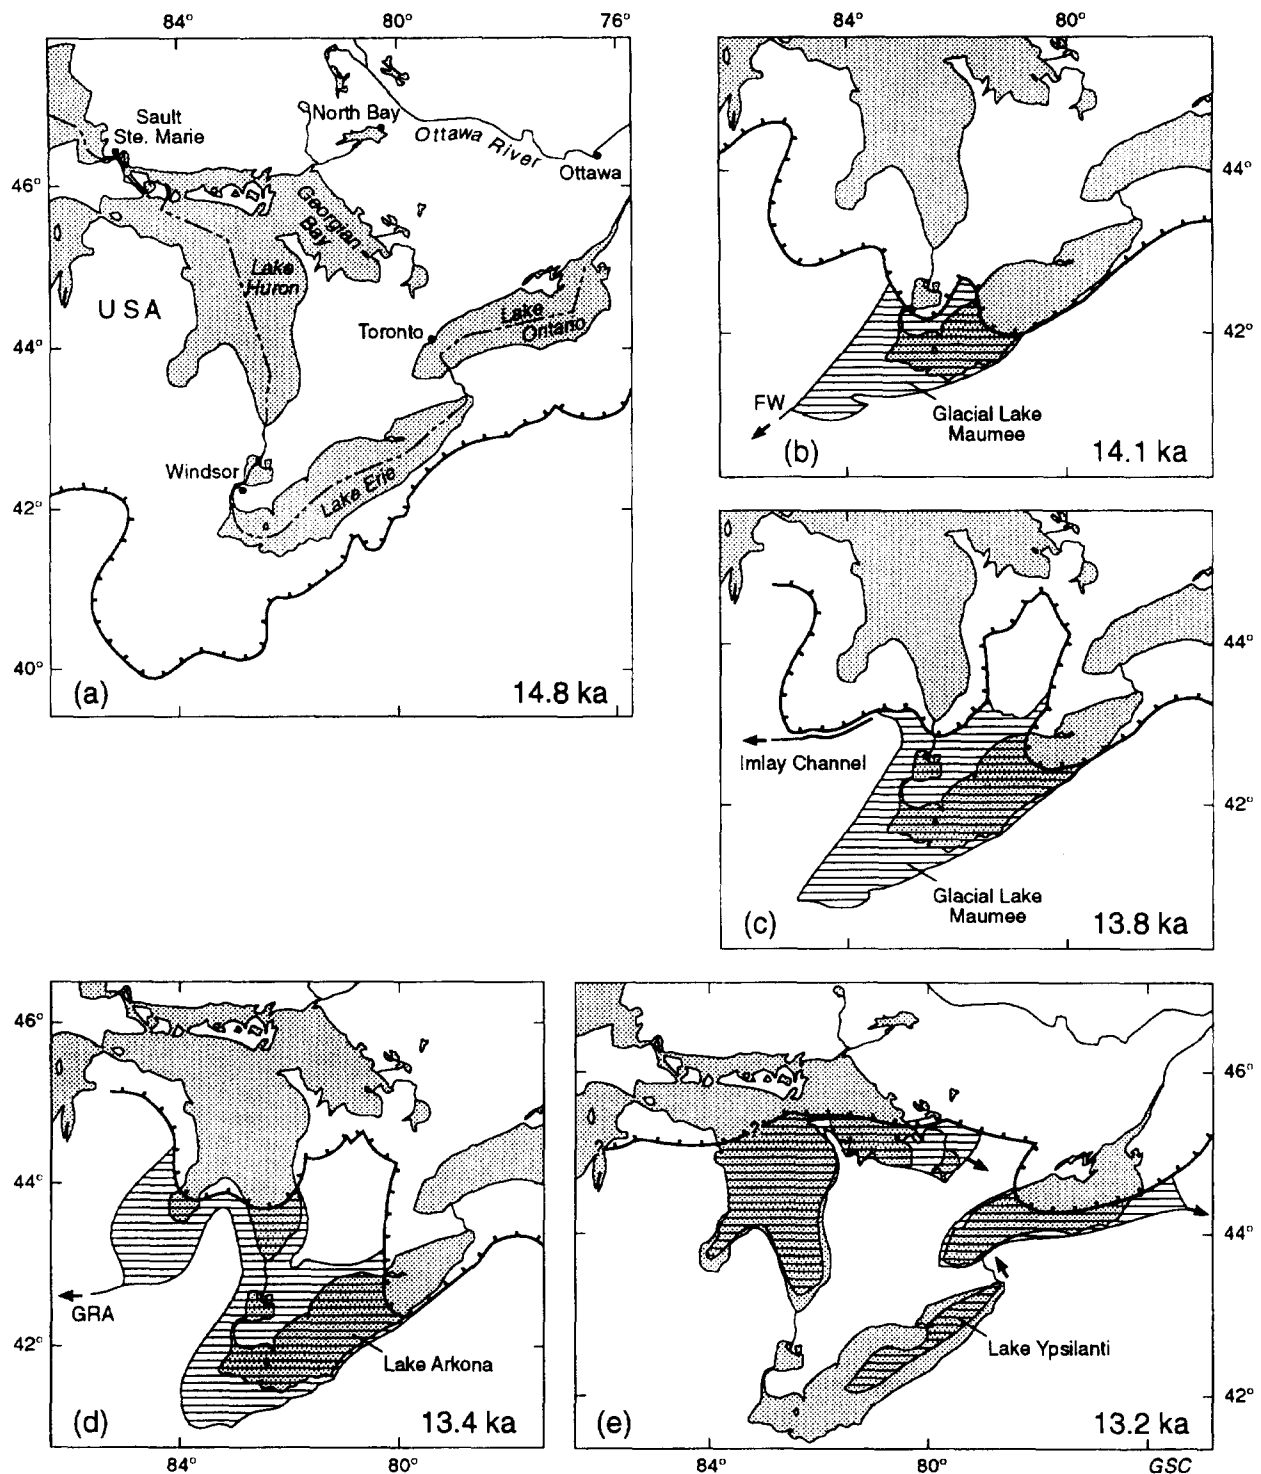 84°
80°
76°
84°
80°
Sault
Ste. Marie
North Bay
Ottawa River
Ottawa
46°
Georgian
Bay
Lake
Huron
USA
Toronto
Lake
Ontario
44°
Windsor
Lake Erie
42°
40°
(a)
14.8 ka
44°
42°
FW
Glacial Lake
Maumee
(b)
14.1 ka
44°
Imlay Channel
42°
Glacial Lake
Maumee
(c)
13.8 ka
46°
44°
GRA
42°
Lake Arkona
(d)
13.4 ka
84°
80°
46°
?
?
44°
Lake Ypsilanti
42°
(e)
13.2 ka
84°
80°
GSC